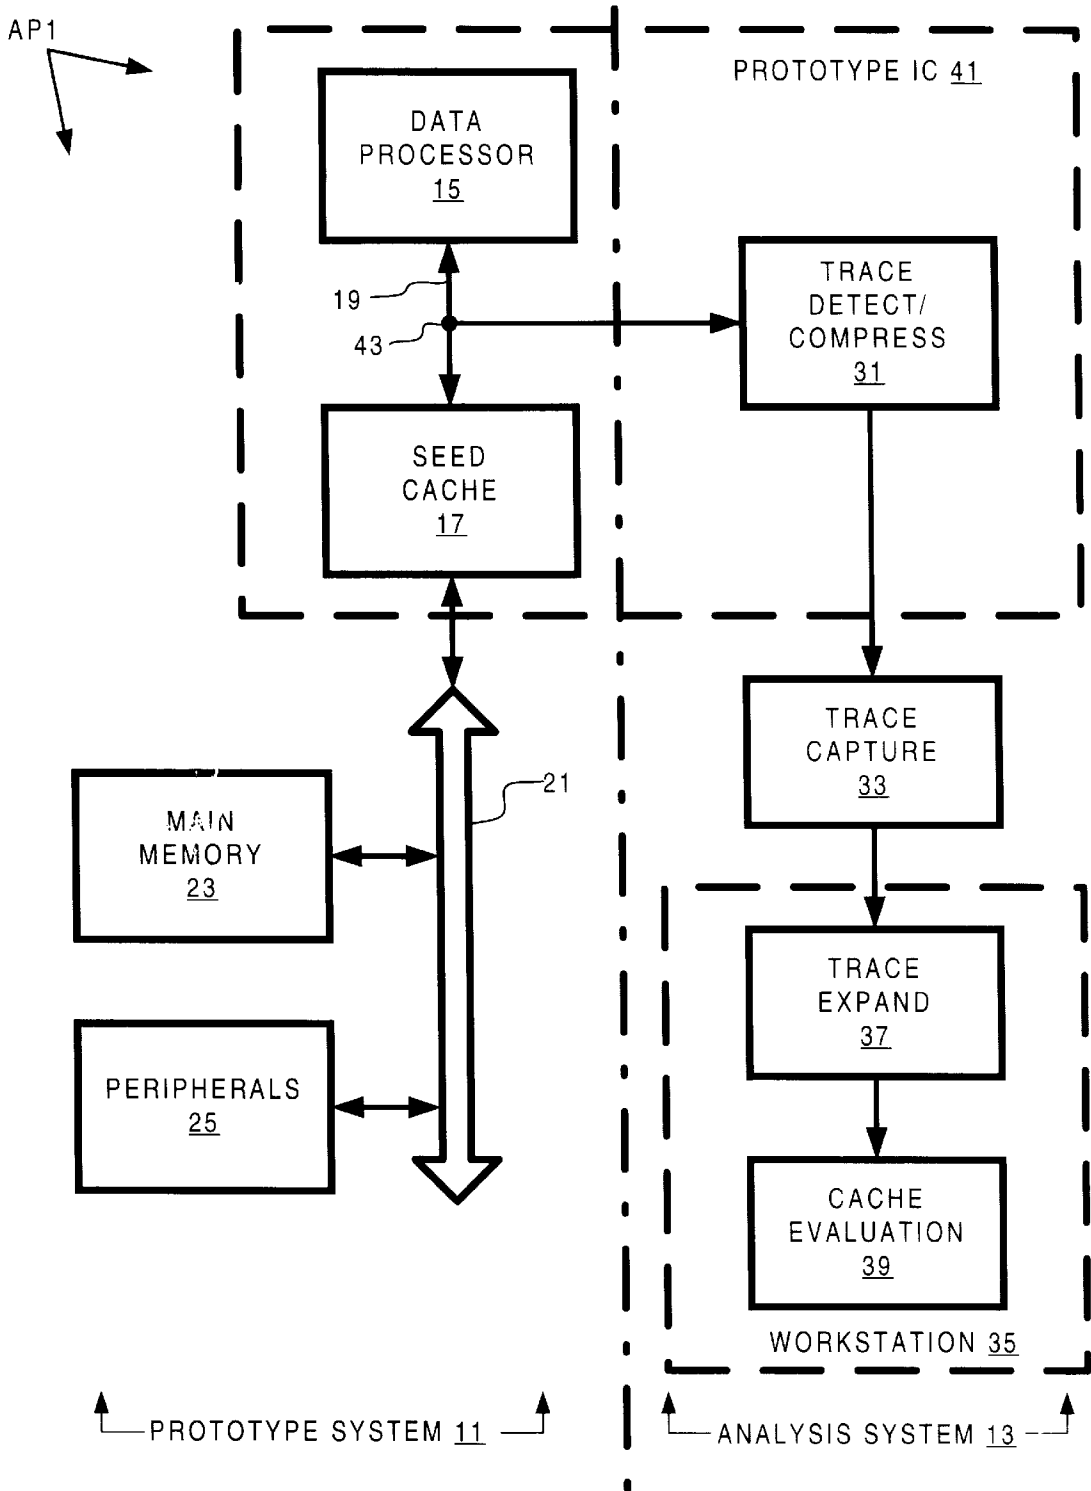 AP1
PROTOTYPE IC 41
DATA
PROCESSOR
15
19
43
TRACE
DETECT/
COMPRESS
31
SEED
CACHE
17
TRACE
CAPTURE
33
21
MAIN
MEMORY
23
TRACE
EXPAND
37
PERIPHERALS
25
CACHE
EVALUATION
39
WORKSTATION 35
PROTOTYPE SYSTEM 11
ANALYSIS SYSTEM 13